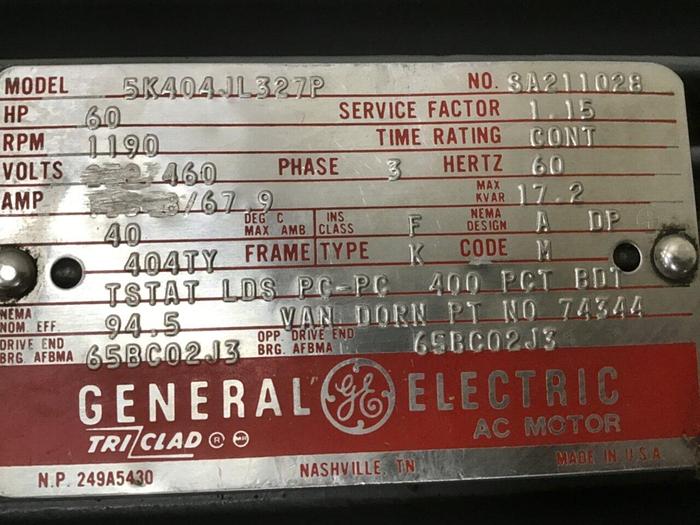 MODEL 5K404JL327P NO. SA211028
HP 60 SERVICE FACTOR 1.15
RPM 1190 TIME RATING CONT
VOLTS 460 PHASE 3 HERTZ 60
AMP /67.9 MAX KVAR 17.2
40 DEG C MAX AMB INS CLASS F NEMA DESIGN A DP
404TY FRAME TYPE K CODE M
TSTAT LDS PC-PC 400 PCT BDT
NEMA NOM. EFF. 94.5 VAN DORN PT NO 74344
DRIVE END BRG. AFBMA 65BC02J3 OPP. DRIVE END BRG. AFBMA 65BC02J3
GENERAL GE ELECTRIC
TRI/CLAD ® AC MOTOR
N.P. 249A5430 NASHVILLE, TN MADE IN U.S.A.